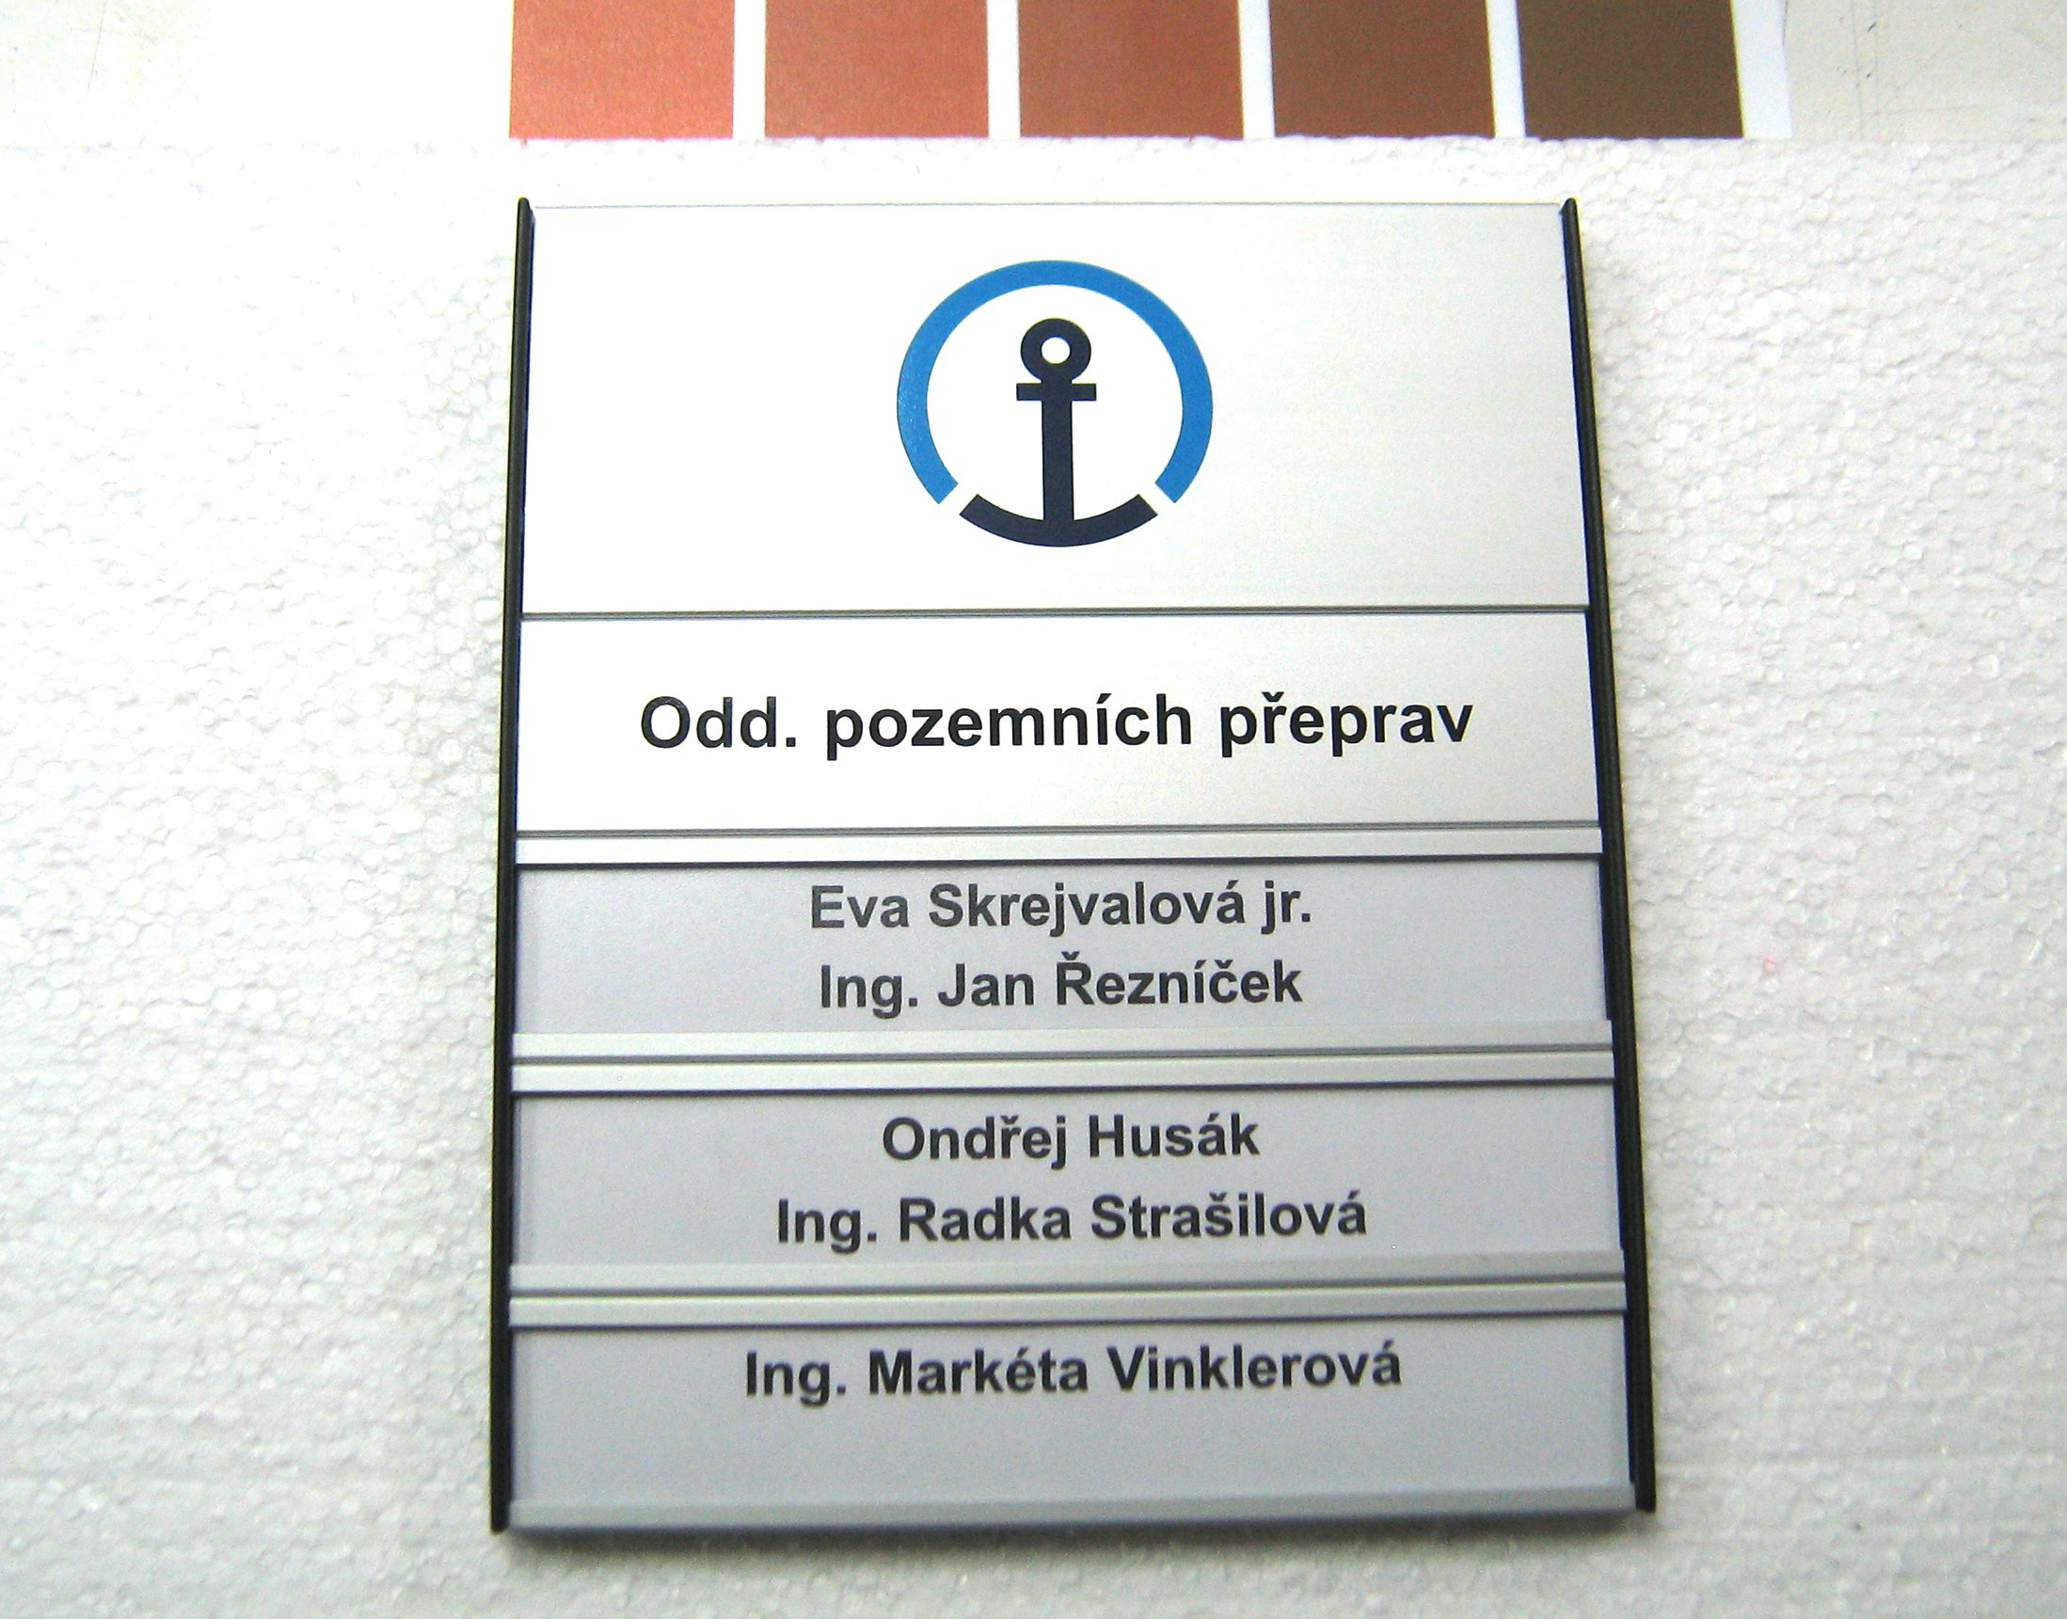 Odd. pozemních přeprav
Eva Skrejvalová jr.
Ing. Jan Řezníček
Ondřej Husák
Ing. Radka Strašilová
Ing. Markéta Vinklerová